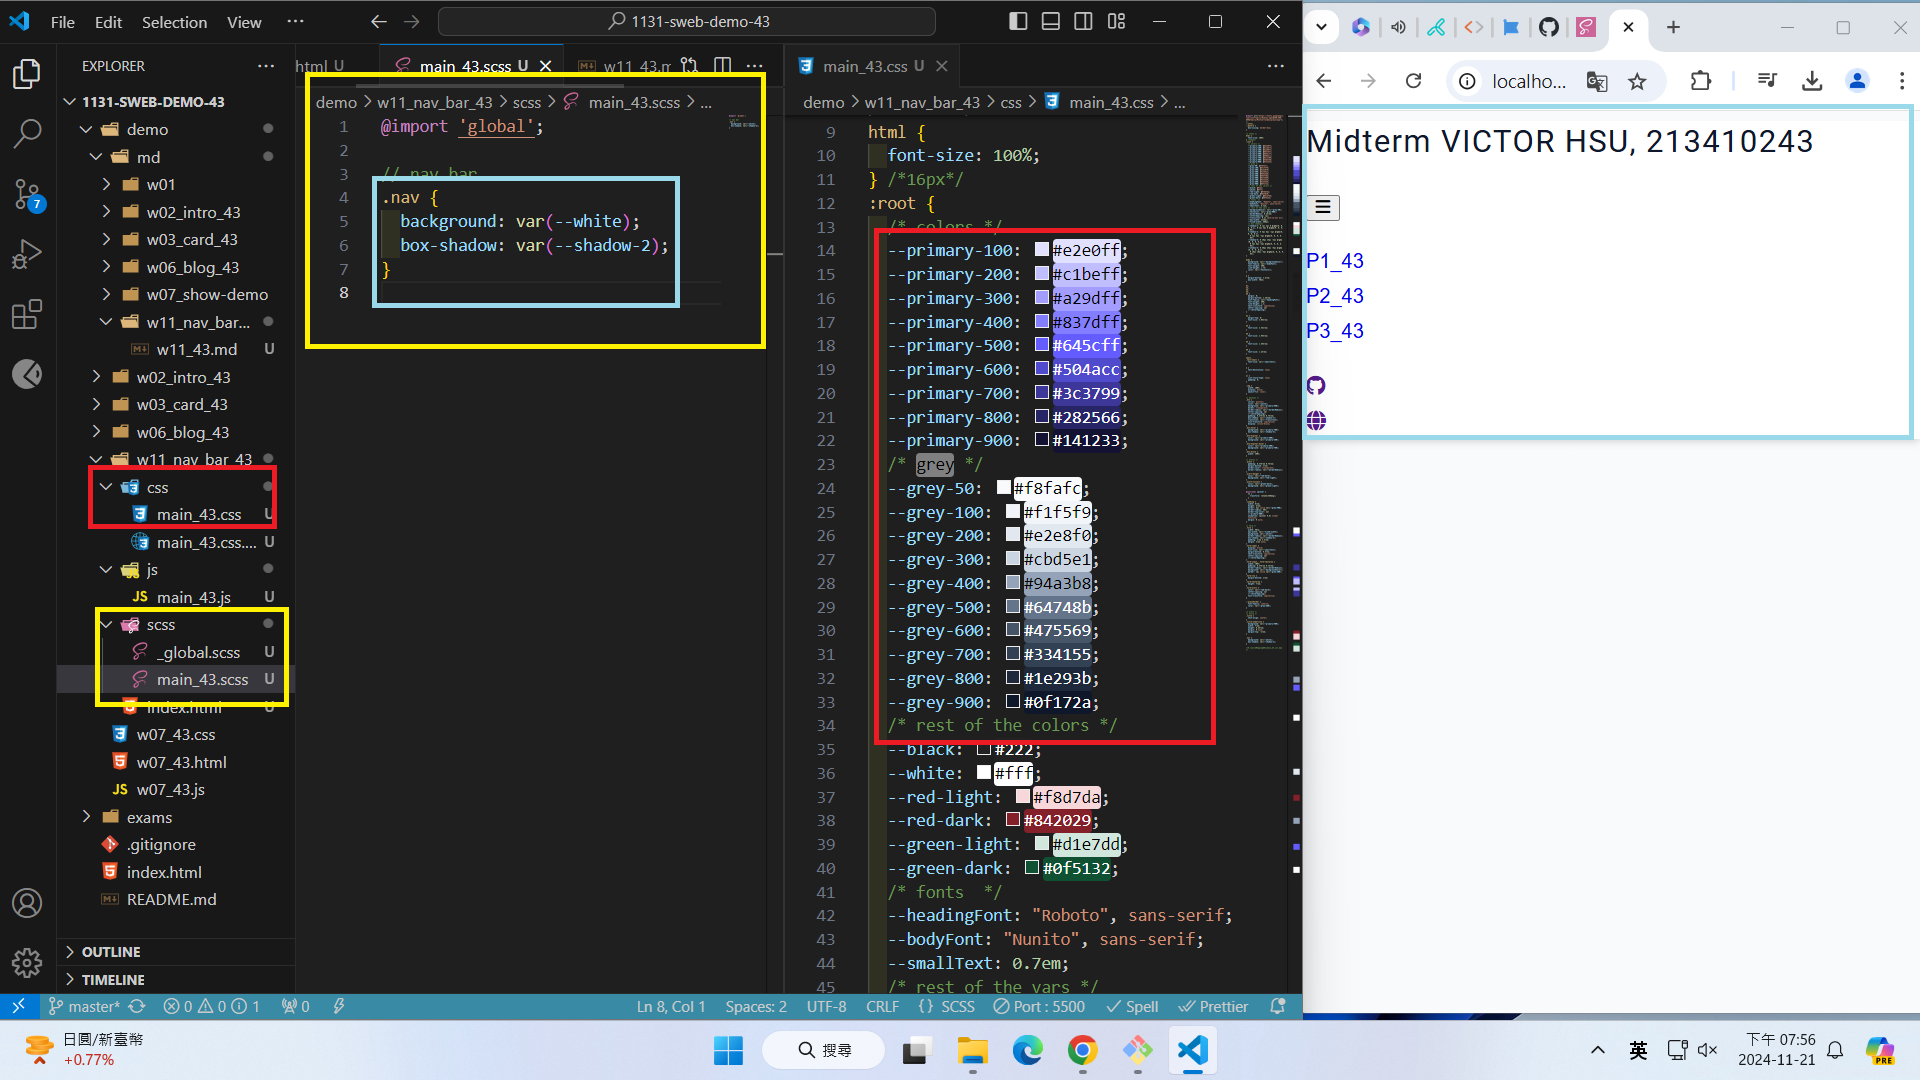 File Edit Selection View ··· 1131-sweb-demo-43
EXPLORER ···
1131-SWEB-DEMO-43
demo
md
w01
w02_intro_43
w03_card_43
w06_blog_43
w07_show-demo
w11_nav_bar...
w11_43.md U
w02_intro_43
w03_card_43
w06_blog_43
w11_nav_bar_43
css
main_43.css U
main_43.css.... U
js
JS main_43.js U
scss
_global.scss U
main_43.scss U
index.html U
w07_43.css
w07_43.html
JS w07_43.js
exams
.gitignore
index.html
README.md
OUTLINE
TIMELINE
7
html U main_43.scss U w11_43.m ···
demo > w11_nav_bar_43 > scss > main_43.scss > ...
1 @import 'global';
2
3 // nav bar
4 .nav {
5 background: var(--white);
6 box-shadow: var(--shadow-2);
7 }
8
main_43.css U ···
demo > w11_nav_bar_43 > css > main_43.css > ...
9 html {
10 font-size: 100%;
11 } /*16px*/
12 :root {
13 /* colors */
14 --primary-100: #e2e0ff;
15 --primary-200: #c1beff;
16 --primary-300: #a29dff;
17 --primary-400: #837dff;
18 --primary-500: #645cff;
19 --primary-600: #504acc;
20 --primary-700: #3c3799;
21 --primary-800: #282566;
22 --primary-900: #141233;
23 /* grey */
24 --grey-50: #f8fafc;
25 --grey-100: #f1f5f9;
26 --grey-200: #e2e8f0;
27 --grey-300: #cbd5e1;
28 --grey-400: #94a3b8;
29 --grey-500: #64748b;
30 --grey-600: #475569;
31 --grey-700: #334155;
32 --grey-800: #1e293b;
33 --grey-900: #0f172a;
34 /* rest of the colors */
35 --black: #222;
36 --white: #fff;
37 --red-light: #f8d7da;
38 --red-dark: #842029;
39 --green-light: #d1e7dd;
40 --green-dark: #0f5132;
41 /* fonts */
42 --headingFont: "Roboto", sans-serif;
43 --bodyFont: "Nunito", sans-serif;
44 --smallText: 0.7em;
45 /* rest of the vars */
master* 0 0 1 0 Ln 8, Col 1 Spaces: 2 UTF-8 CRLF {} SCSS Port : 5500 Spell Prettier
localho...
Midterm VICTOR HSU, 213410243
P1_43
P2_43
P3_43
日圓/新臺幣
+0.77%
搜尋
英
下午 07:56
2024-11-21
PRE